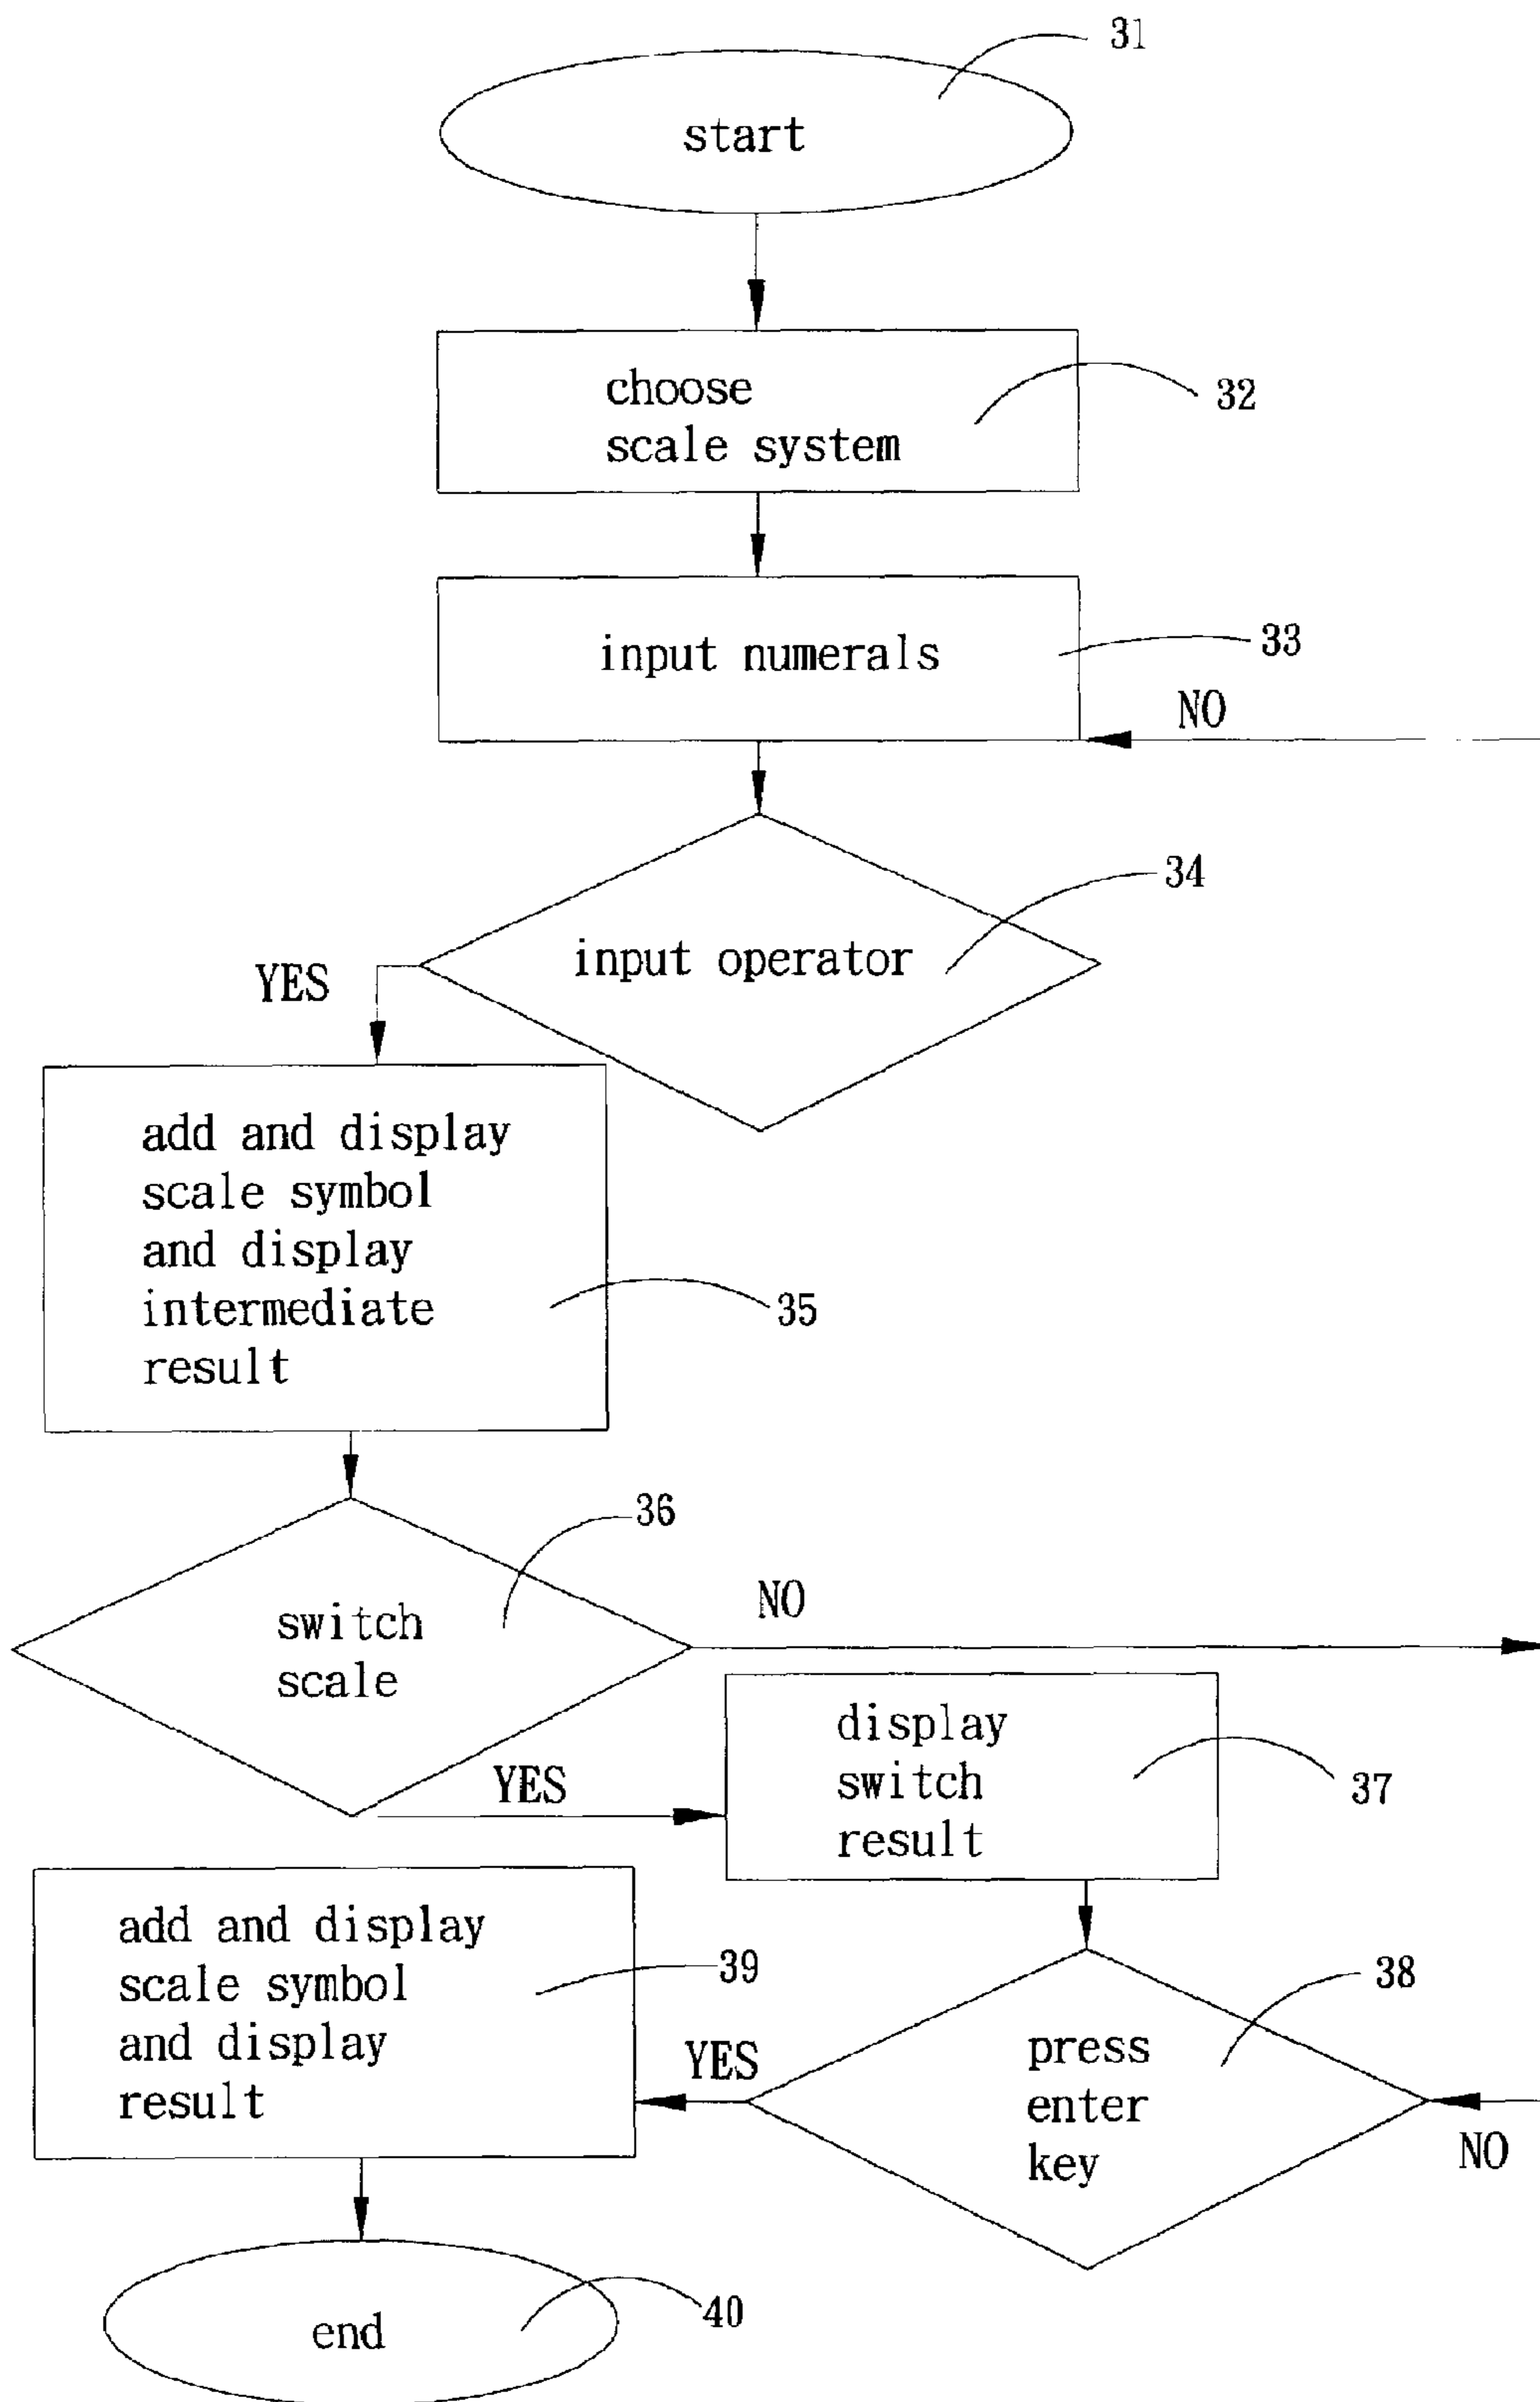 31
start
choose
scale system
32
input numerals
33
NO
34
input operator
YES
add and display
scale symbol
and display
intermediate
result
35
36
switch
scale
NO
display
switch
result
37
YES
add and display
scale symbol
and display
result
39
38
press
enter
key
YES
NO
end
40